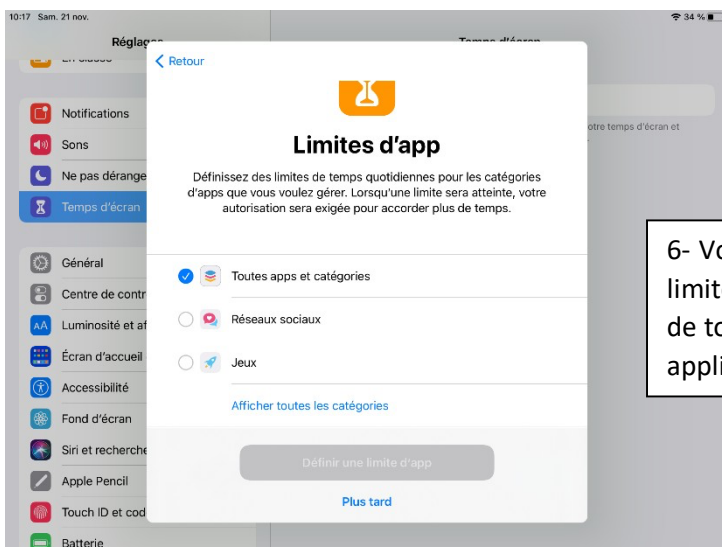 10:17 Sam. 21 nov.
34 %
Réglages
Temps d'écran
Retour
Notifications
Sons
Ne pas dérange
Temps d'écran
Général
Centre de contr
Luminosité et af
Écran d'accueil
Accessibilité
Fond d'écran
Siri et recherche
Apple Pencil
Touch ID et cod
Batterie
Limites d'app
Définissez des limites de temps quotidiennes pour les catégories
d'apps que vous voulez gérer. Lorsqu'une limite sera atteinte, votre
autorisation sera exigée pour accorder plus de temps.
Toutes apps et catégories
Réseaux sociaux
Jeux
Afficher toutes les catégories
Définir une limite d'app
Plus tard
otre temps d'écran et
6- Vo
limit
de to
appli